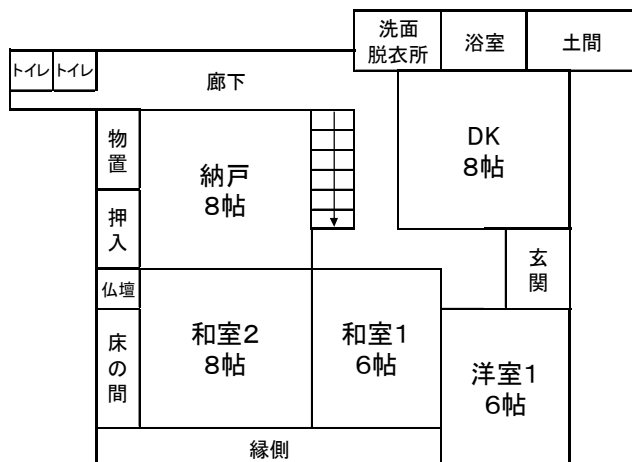 洗面
脱衣所
浴室
土間
トイレ
トイレ
廊下
DK
8帖
物
置
納戸
8帖
押
入
玄
関
仏壇
床
の
間
和室2
8帖
和室1
6帖
洋室1
6帖
縁側